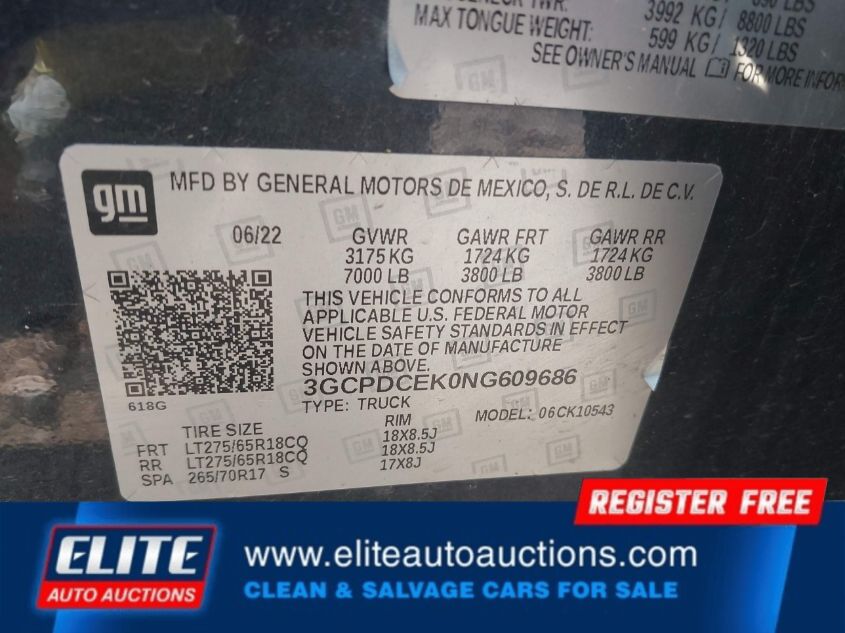 3992 KG/ 8800 LBS
MAX TONGUE WEIGHT:
599 KG/ 1320 LBS
SEE OWNER'S MANUAL FOR MORE
gm
MFD BY GENERAL MOTORS DE MEXICO, S. DE R.L. DE C.V.
06/22 GVWR GAWR FRT GAWR RR
3175 KG 1724 KG 1724 KG
7000 LB 3800 LB 3800 LB
THIS VEHICLE CONFORMS TO ALL
APPLICABLE U.S. FEDERAL MOTOR
VEHICLE SAFETY STANDARDS IN EFFECT
ON THE DATE OF MANUFACTURE
SHOWN ABOVE.
3GCPDCEK0NG609686
618G
TYPE: TRUCK MODEL: 06CK10543
TIRE SIZE RIM
FRT LT275/65R18CQ 18X8.5J
RR LT275/65R18CQ 18X8.5J
SPA 265/70R17 S 17X8J
REGISTER FREE
ELITE
AUTO AUCTIONS
www.eliteautoauctions.com
CLEAN & SALVAGE CARS FOR SALE